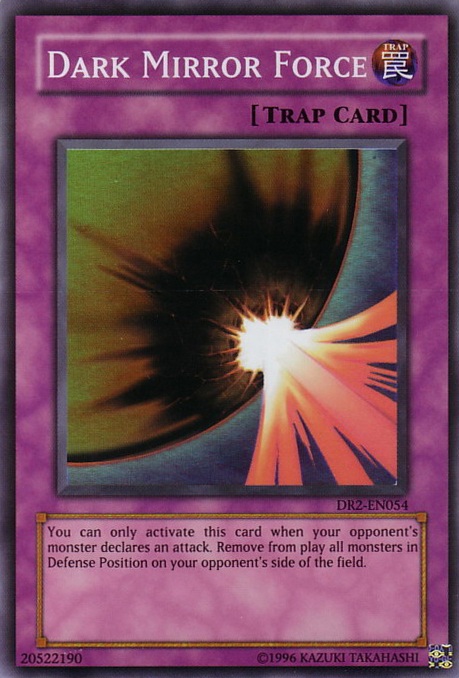 DARK MIRROR FORCE
TRAP
罠
[TRAP CARD]
DR2-EN054
You can only activate this card when your opponent's
monster declares an attack. Remove from play all monsters in
Defense Position on your opponent's side of the field.
20522190
©1996 KAZUKI TAKAHASHI